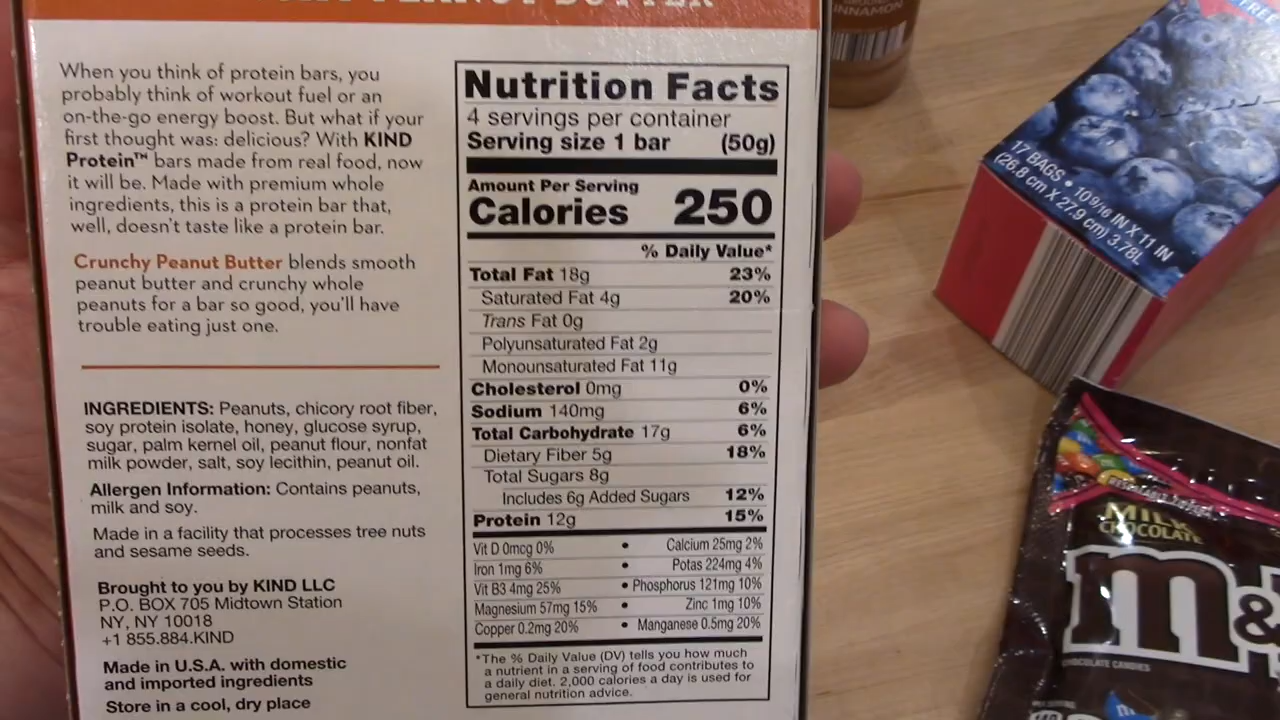 PEANUT BUTTER
When you think of protein bars, you
probably think of workout fuel or an
on-the-go energy boost. But what if your
first thought was: delicious? With KIND
Protein™ bars made from real food, now
it will be. Made with premium whole
ingredients, this is a protein bar that,
well, doesn't taste like a protein bar.
Crunchy Peanut Butter blends smooth
peanut butter and crunchy whole
peanuts for a bar so good, you'll have
trouble eating just one.
INGREDIENTS: Peanuts, chicory root fiber,
soy protein isolate, honey, glucose syrup,
sugar, palm kernel oil, peanut flour, nonfat
milk powder, salt, soy lecithin, peanut oil.
Allergen Information: Contains peanuts,
milk and soy.
Made in a facility that processes tree nuts
and sesame seeds.
Brought to you by KIND LLC
P.O. BOX 705 Midtown Station
NY, NY 10018
+1 855.884.KIND
Made in U.S.A. with domestic
and imported ingredients
Store in a cool, dry place
Nutrition Facts
4 servings per container
Serving size 1 bar (50g)
Amount Per Serving
Calories 250
% Daily Value*
Total Fat 18g 23%
Saturated Fat 4g 20%
Trans Fat 0g
Polyunsaturated Fat 2g
Monounsaturated Fat 11g
Cholesterol 0mg 0%
Sodium 140mg 6%
Total Carbohydrate 17g 6%
Dietary Fiber 5g 18%
Total Sugars 8g
Includes 6g Added Sugars 12%
Protein 12g 15%
Vit D 0mcg 0% • Calcium 25mg 2%
Iron 1mg 6% • Potas 224mg 4%
Vit B3 4mg 25% • Phosphorus 121mg 10%
Magnesium 57mg 15% • Zinc 1mg 10%
Copper 0.2mg 20% • Manganese 0.5mg 20%
*The % Daily Value (DV) tells you how much
a nutrient in a serving of food contributes to
a daily diet. 2,000 calories a day is used for
general nutrition advice.
CINNAMON
FREE
17 BAGS • 10 9/16 IN X 11 IN
(26.8 cm X 27.9 cm) 3.78L
MILK
CHOCOLATE
m&
CHOCOLATE CANDIES